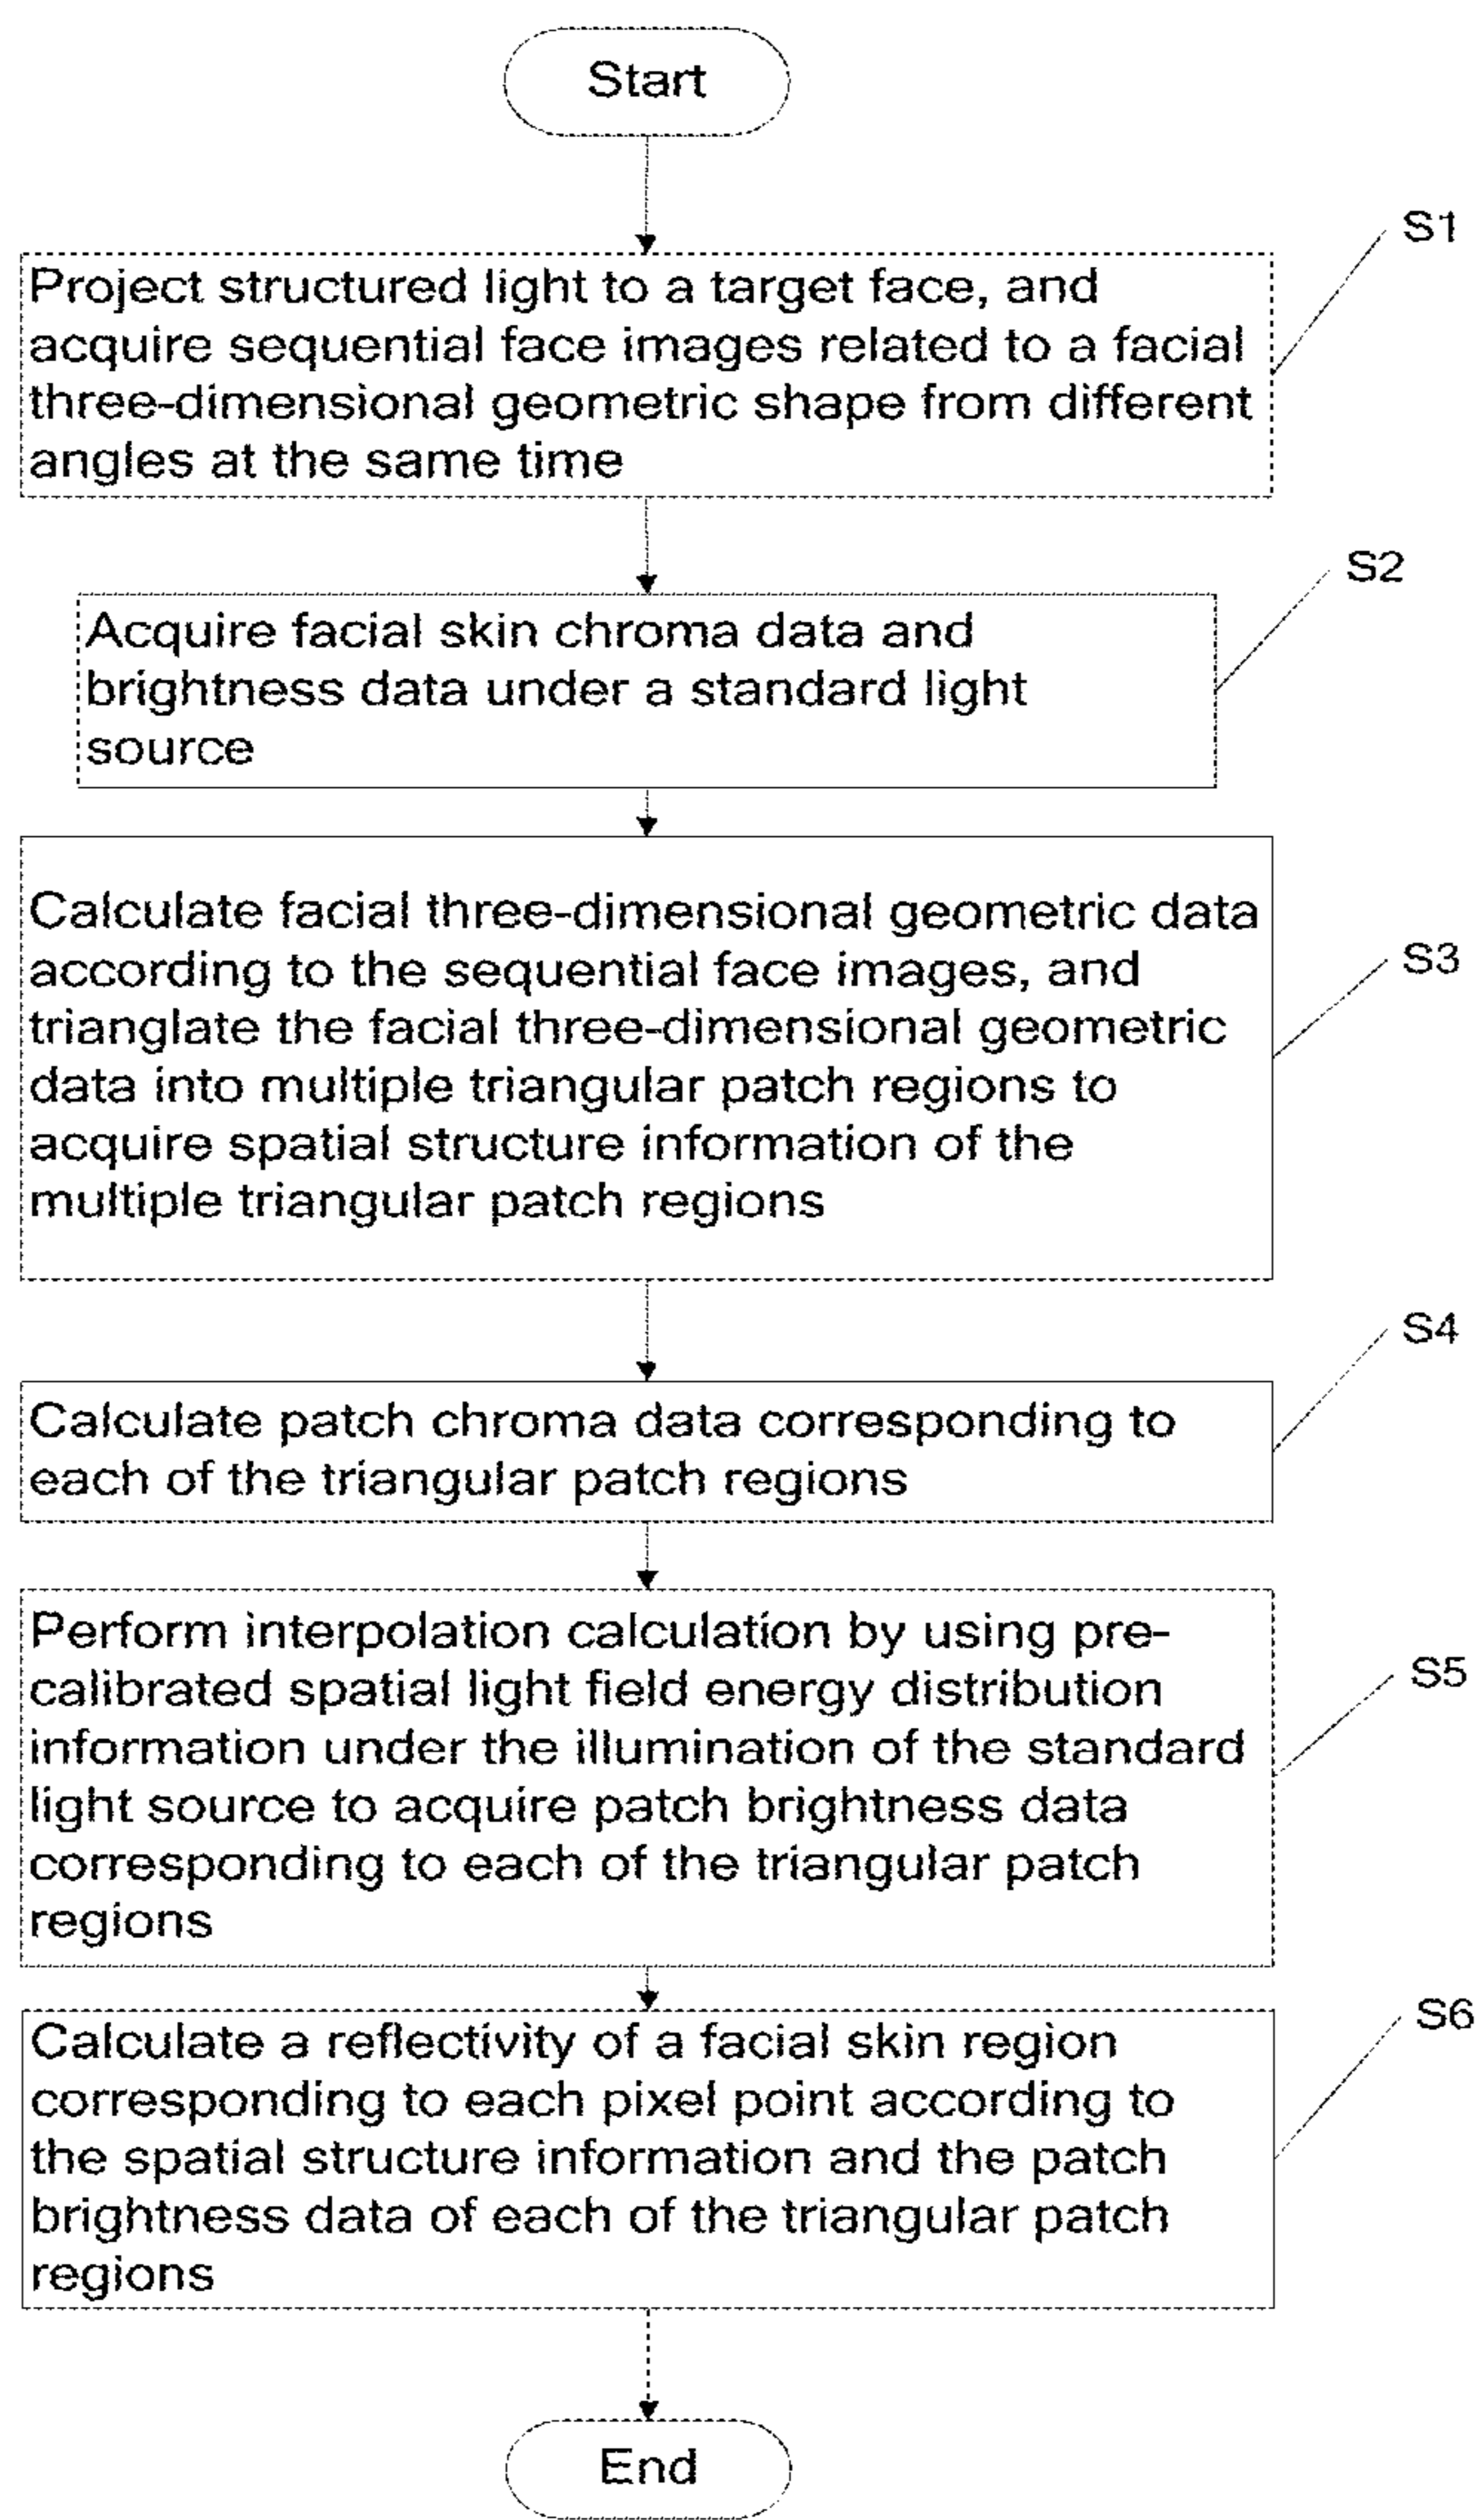 Start
S1
Project structured light to a target face, and
acquire sequential face images related to a facial
three-dimensional geometric shape from different
angles at the same time
S2
Acquire facial skin chroma data and
brightness data under a standard light
source
S3
Calculate facial three-dimensional geometric data
according to the sequential face images, and
trianglate the facial three-dimensional geometric
data into multiple triangular patch regions to
acquire spatial structure information of the
multiple triangular patch regions
S4
Calculate patch chroma data corresponding to
each of the triangular patch regions
S5
Perform interpolation calculation by using pre-
calibrated spatial light field energy distribution
information under the illumination of the standard
light source to acquire patch brightness data
corresponding to each of the triangular patch
regions
S6
Calculate a reflectivity of a facial skin region
corresponding to each pixel point according to
the spatial structure information and the patch
brightness data of each of the triangular patch
regions
End